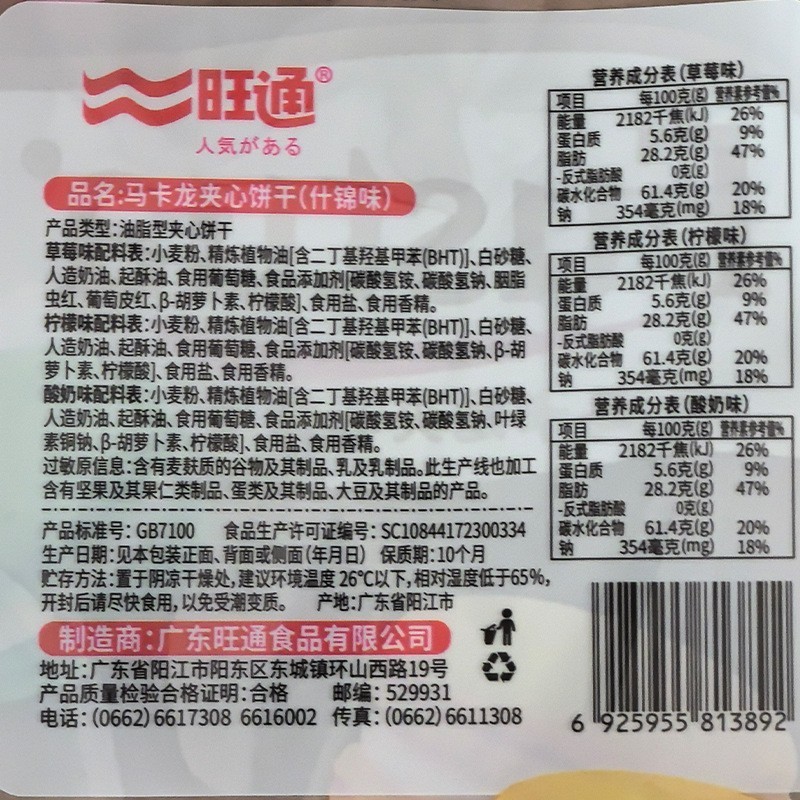 旺通®
人気がある
品名:马卡龙夹心饼干(什锦味)
产品类型:油脂型夹心饼干
草莓味配料表:小麦粉、精炼植物油[含二丁基羟基甲苯(BHT)]、白砂糖、
人造奶油、起酥油、食用葡萄糖、食品添加剂[碳酸氢铵、碳酸氢钠、胭脂
虫红、葡萄皮红、β-胡萝卜素、柠檬酸]、食用盐、食用香精。
柠檬味配料表:小麦粉、精炼植物油[含二丁基羟基甲苯(BHT)]、白砂糖、
人造奶油、起酥油、食用葡萄糖、食品添加剂[碳酸氢铵、碳酸氢钠、β-胡
萝卜素、柠檬酸]、食用盐、食用香精。
酸奶味配料表:小麦粉、精炼植物油[含二丁基羟基甲苯(BHT)]、白砂糖、
人造奶油、起酥油、食用葡萄糖、食品添加剂[碳酸氢铵、碳酸氢钠、叶绿
素铜钠、β-胡萝卜素、柠檬酸]、食用盐、食用香精。
过敏原信息:含有麦麸质的谷物及其制品、乳及乳制品。此生产线也加工
含有坚果及其果仁类制品、蛋类及其制品、大豆及其制品的产品。
产品标准号:GB7100 食品生产许可证编号:SC10844172300334
生产日期:见本包装正面、背面或侧面(年月日) 保质期:10个月
贮存方法:置于阴凉干燥处,建议环境温度26℃以下,相对湿度低于65%,
开封后请尽快食用,以免受潮变质。 产地:广东省阳江市
制造商:广东旺通食品有限公司
地址:广东省阳江市阳东区东城镇环山西路19号
产品质量检验合格证明:合格 邮编:529931
电话:(0662)6617308 6616002 传真:(0662)6611308
营养成分表(草莓味)
项目 每100克(g) 营养素参考值%
能量 2182千焦(kJ) 26%
蛋白质 5.6克(g) 9%
脂肪 28.2克(g) 47%
-反式脂肪酸 0克(g)
碳水化合物 61.4克(g) 20%
钠 354毫克(mg) 18%
营养成分表(柠檬味)
项目 每100克(g) 营养素参考值%
能量 2182千焦(kJ) 26%
蛋白质 5.6克(g) 9%
脂肪 28.2克(g) 47%
-反式脂肪酸 0克(g)
碳水化合物 61.4克(g) 20%
钠 354毫克(mg) 18%
营养成分表(酸奶味)
项目 每100克(g) 营养素参考值%
能量 2182千焦(kJ) 26%
蛋白质 5.6克(g) 9%
脂肪 28.2克(g) 47%
-反式脂肪酸 0克(g)
碳水化合物 61.4克(g) 20%
钠 354毫克(mg) 18%
6 925955 813892